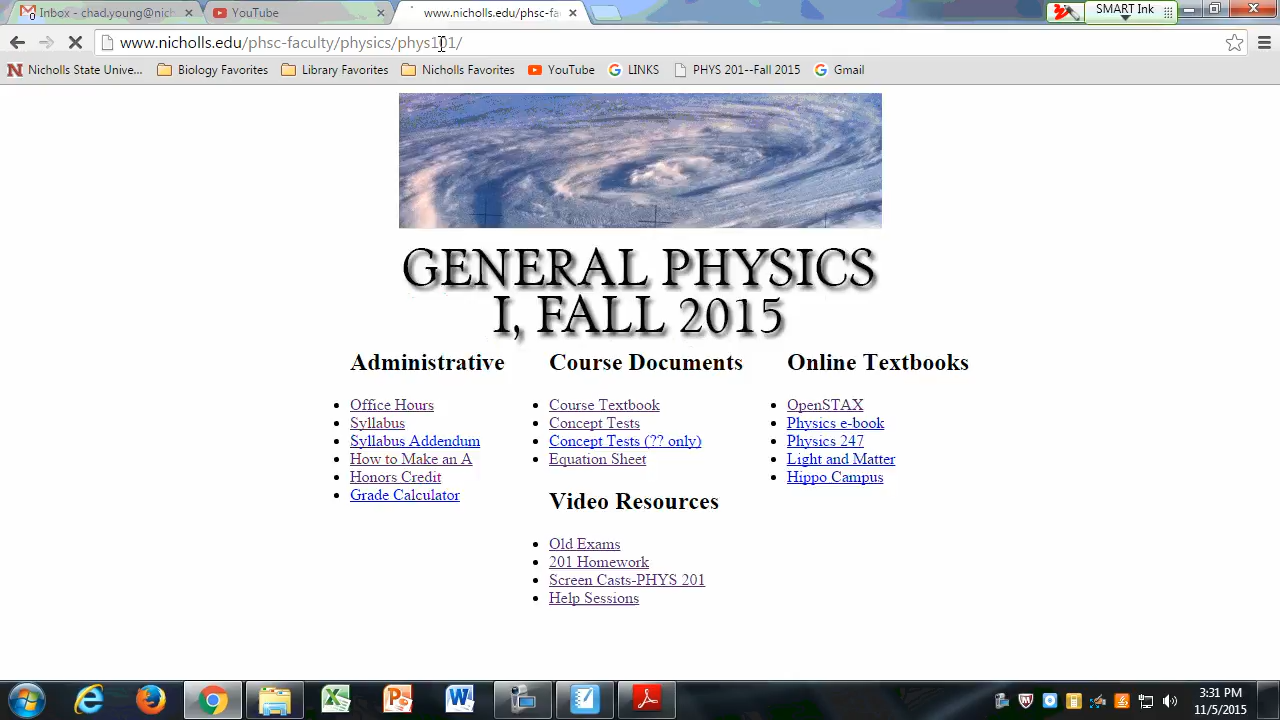 Inbox - chad.young@nich
YouTube
www.nicholls.edu/phsc-fa
SMART Ink
www.nicholls.edu/phsc-faculty/physics/phys101/
Nicholls State Unive...
Biology Favorites
Library Favorites
Nicholls Favorites
YouTube
LINKS
PHYS 201--Fall 2015
Gmail
GENERAL PHYSICS
I, FALL 2015
Administrative
Office Hours
Syllabus
Syllabus Addendum
How to Make an A
Honors Credit
Grade Calculator
Course Documents
Course Textbook
Concept Tests
Concept Tests (?? only)
Equation Sheet
Video Resources
Old Exams
201 Homework
Screen Casts-PHYS 201
Help Sessions
Online Textbooks
OpenSTAX
Physics e-book
Physics 247
Light and Matter
Hippo Campus
3:31 PM
11/5/2015